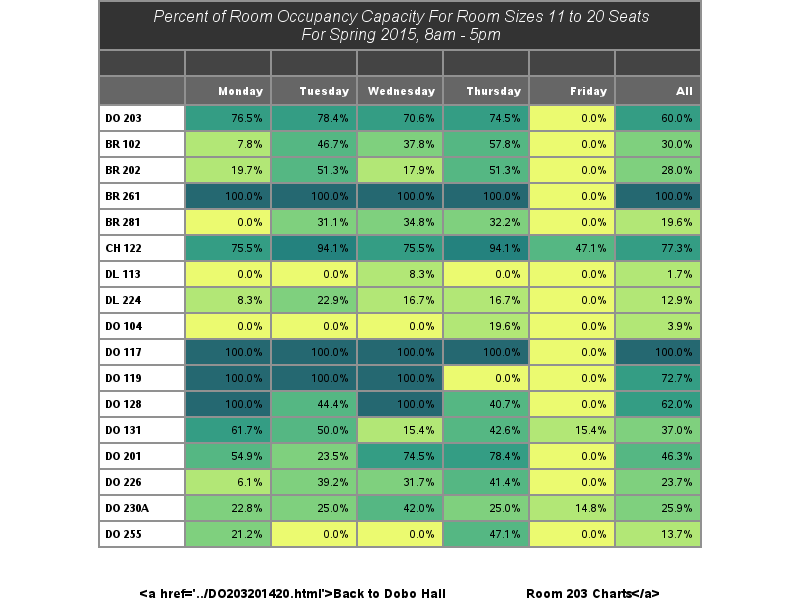 Percent of Room Occupancy Capacity For Room Sizes 11 to 20 Seats
For Spring 2015, 8am - 5pm
Monday Tuesday Wednesday Thursday Friday All
DO 203 76.5% 78.4% 70.6% 74.5% 0.0% 60.0%
BR 102 7.8% 46.7% 37.8% 57.8% 0.0% 30.0%
BR 202 19.7% 51.3% 17.9% 51.3% 0.0% 28.0%
BR 261 100.0% 100.0% 100.0% 100.0% 0.0% 100.0%
BR 281 0.0% 31.1% 34.8% 32.2% 0.0% 19.6%
CH 122 75.5% 94.1% 75.5% 94.1% 47.1% 77.3%
DL 113 0.0% 0.0% 8.3% 0.0% 0.0% 1.7%
DL 224 8.3% 22.9% 16.7% 16.7% 0.0% 12.9%
DO 104 0.0% 0.0% 0.0% 19.6% 0.0% 3.9%
DO 117 100.0% 100.0% 100.0% 100.0% 0.0% 100.0%
DO 119 100.0% 100.0% 100.0% 0.0% 0.0% 72.7%
DO 128 100.0% 44.4% 100.0% 40.7% 0.0% 62.0%
DO 131 61.7% 50.0% 15.4% 42.6% 15.4% 37.0%
DO 201 54.9% 23.5% 74.5% 78.4% 0.0% 46.3%
DO 226 6.1% 39.2% 31.7% 41.4% 0.0% 23.7%
DO 230A 22.8% 25.0% 42.0% 25.0% 14.8% 25.9%
DO 255 21.2% 0.0% 0.0% 47.1% 0.0% 13.7%
<a href='../DO203201420.html'>Back to Dobo Hall Room 203 Charts</a>